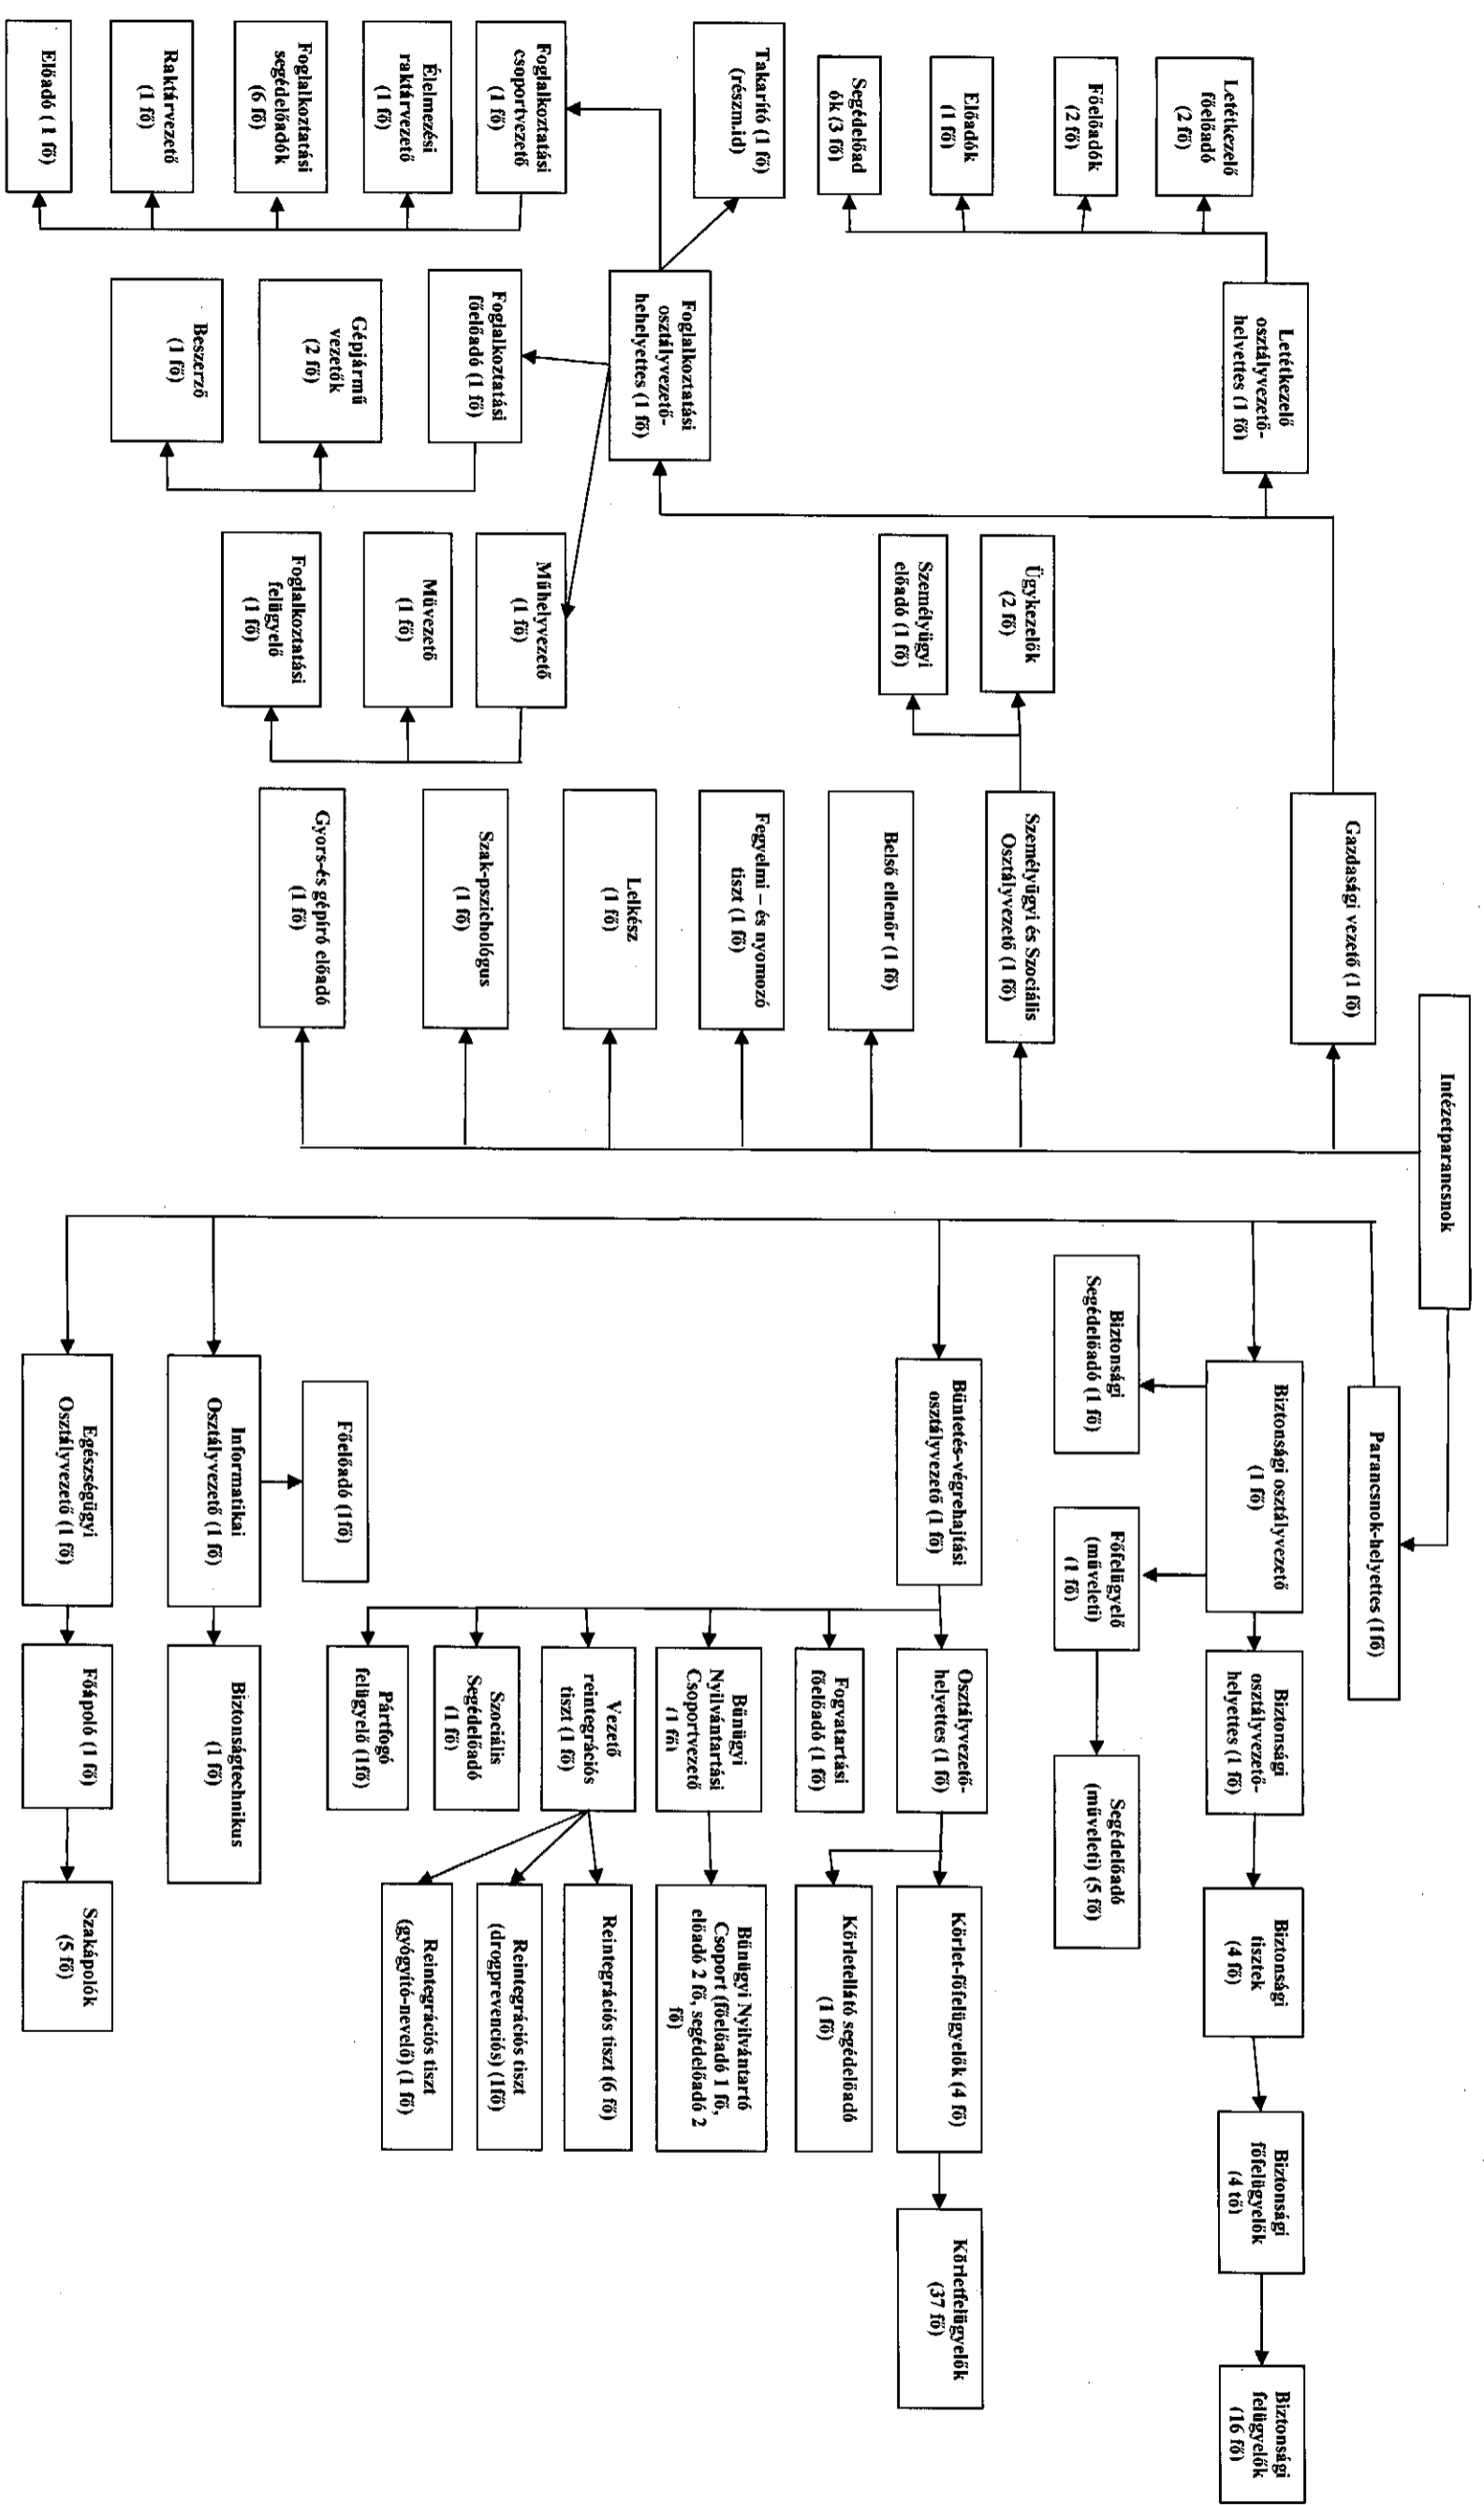 Intézetparancsnok
Gazdasági vezető (1 fő)
Letétkezelő
osztályvezető-
helyettes (1 fő)
Letétkezelő
főelőadó
(2 fő)
Főelőadók
(2 fő)
Előadók
(1 fő)
Segédelőad
ók (3 fő)
Foglalkoztatási
osztályvezető-
hehelyettes (1 fő)
Takarító (1 fő)
(részm.id)
Foglalkoztatási
csoportvezető
(1 fő)
Élelmezési
raktárvezető
(1 fő)
Foglalkoztatási
segédelőadók
(6 fő)
Raktárvezető
(1 fő)
Előadó ( 1 fő)
Foglalkoztatási
főelőadó (1 fő)
Gépjármű
vezetők
(2 fő)
Beszerző
(1 fő)
Műhelyvezető
(1 fő)
Művezető
(1 fő)
Foglalkoztatási
felügyelő
(1 fő)
Személyügyi és Szociális
Osztályvezető (1 fő)
Ügykezelők
(2 fő)
Személyügyi
előadó (1 fő)
Belső ellenőr (1 fő)
Fegyelmi – és nyomozó
tiszt (1 fő)
Lelkész
(1 fő)
Szak-pszichológus
(1 fő)
Gyors-és gépíró előadó
(1 fő)
Parancsnok-helyettes (1fő)
Biztonsági osztályvezető
(1 fő)
Biztonsági
osztályvezető-
helyettes (1 fő)
Biztonsági
tisztek
(4 fő)
Biztonsági
főfelügyelők
(4 fő)
Biztonsági
felügyelők
(16 fő)
Biztonsági
Segédelőadó (1 fő)
Főfelügyelő
(műveleti)
(1 fő)
Segédelőadó
(műveleti) (5 fő)
Büntetés-végrehajtási
osztályvezető (1 fő)
Osztályvezető-
helyettes (1 fő)
Körlet-főfelügyelők (4 fő)
Körletfelügyelők
(37 fő)
Körletellátó segédelőadó
(1 fő)
Fogvatartási
főelőadó (1 fő)
Bűnügyi
Nyilvántartási
Csoportvezető
(1 fő)
Bűnügyi Nyilvántartó
Csoport (főelőadó 1 fő,
előadó 2 fő, segédelőadó 2
fő)
Vezető
reintegrációs
tiszt (1 fő)
Reintegrációs tiszt (6 fő)
Reintegrációs tiszt
(drogprevenciós) (1fő)
Reintegrációs tiszt
(gyógyító-nevelő) (1 fő)
Szociális
Segédelőadó
(1 fő)
Pártfogó
felügyelő (1fő)
Informatikai
Osztályvezető (1 fő)
Főelőadó (1fő)
Biztonságtechnikus
(1 fő)
Egészségügyi
Osztályvezető (1 fő)
Főápoló (1 fő)
Szakápolók
(5 fő)